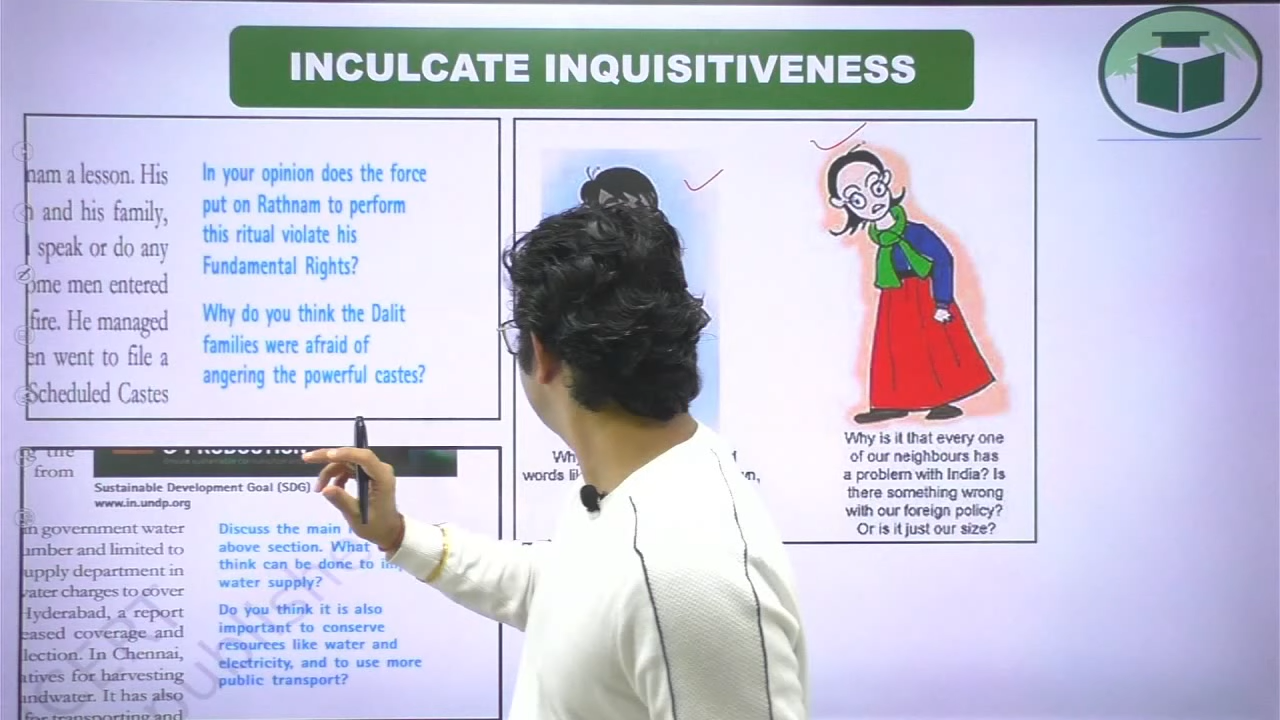 INCULCATE INQUISITIVENESS
nam a lesson. His
and his family,
speak or do any
ome men entered
fire. He managed
en went to file a
Scheduled Castes
In your opinion does the force
put on Rathnam to perform
this ritual violate his
Fundamental Rights?
Why do you think the Dalit
families were afraid of
angering the powerful castes?
Why
words
Why is it that every one
of our neighbours has
a problem with India? Is
there something wrong
with our foreign policy?
Or is it just our size?
from
Sustainable Development Goal (SDG)
www.in.undp.org
in government water
umber and limited to
upply department in
ater charges to cover
Hyderabad, a report
eased coverage and
lection. In Chennai,
atives for harvesting
undwater. It has also
for transporting and
Discuss the main
above section. What
think can be done to
water supply?
Do you think it is also
important to conserve
resources like water and
electricity, and to use more
public transport?